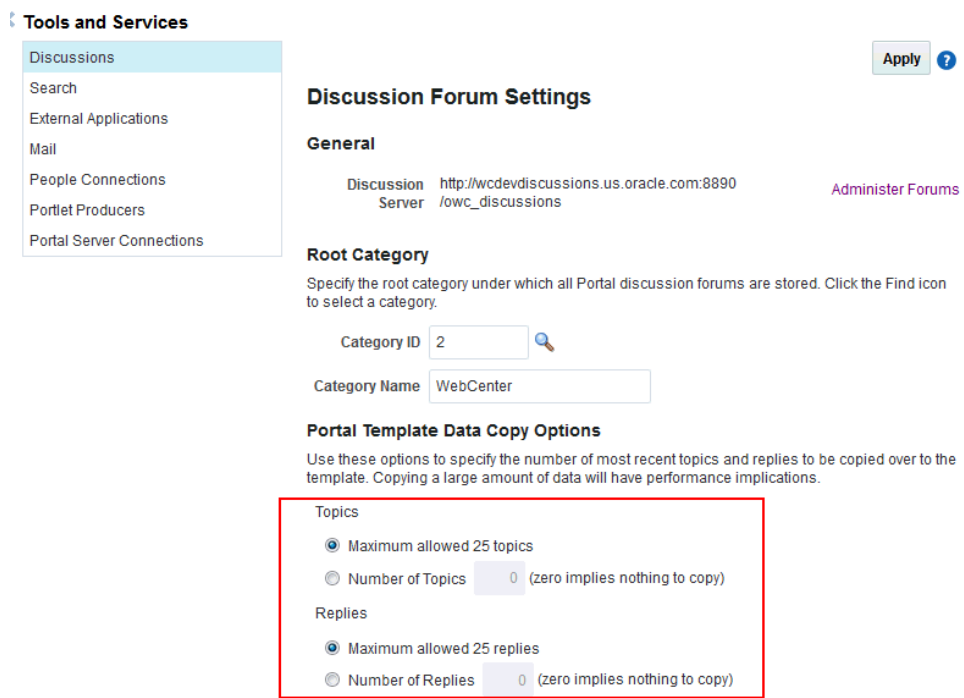 Tools and Services
Discussions
Search
External Applications
Mail
People Connections
Portlet Producers
Portal Server Connections
Apply
?
Discussion Forum Settings
General
Discussion Server
http://wcdevdiscussions.us.oracle.com:8890
/owc_discussions
Administer Forums
Root Category
Specify the root category under which all Portal discussion forums are stored. Click the Find icon
to select a category.
Category ID 2
Category Name WebCenter
Portal Template Data Copy Options
Use these options to specify the number of most recent topics and replies to be copied over to the
template. Copying a large amount of data will have performance implications.
Topics
Maximum allowed 25 topics
Number of Topics 0 (zero implies nothing to copy)
Replies
Maximum allowed 25 replies
Number of Replies 0 (zero implies nothing to copy)